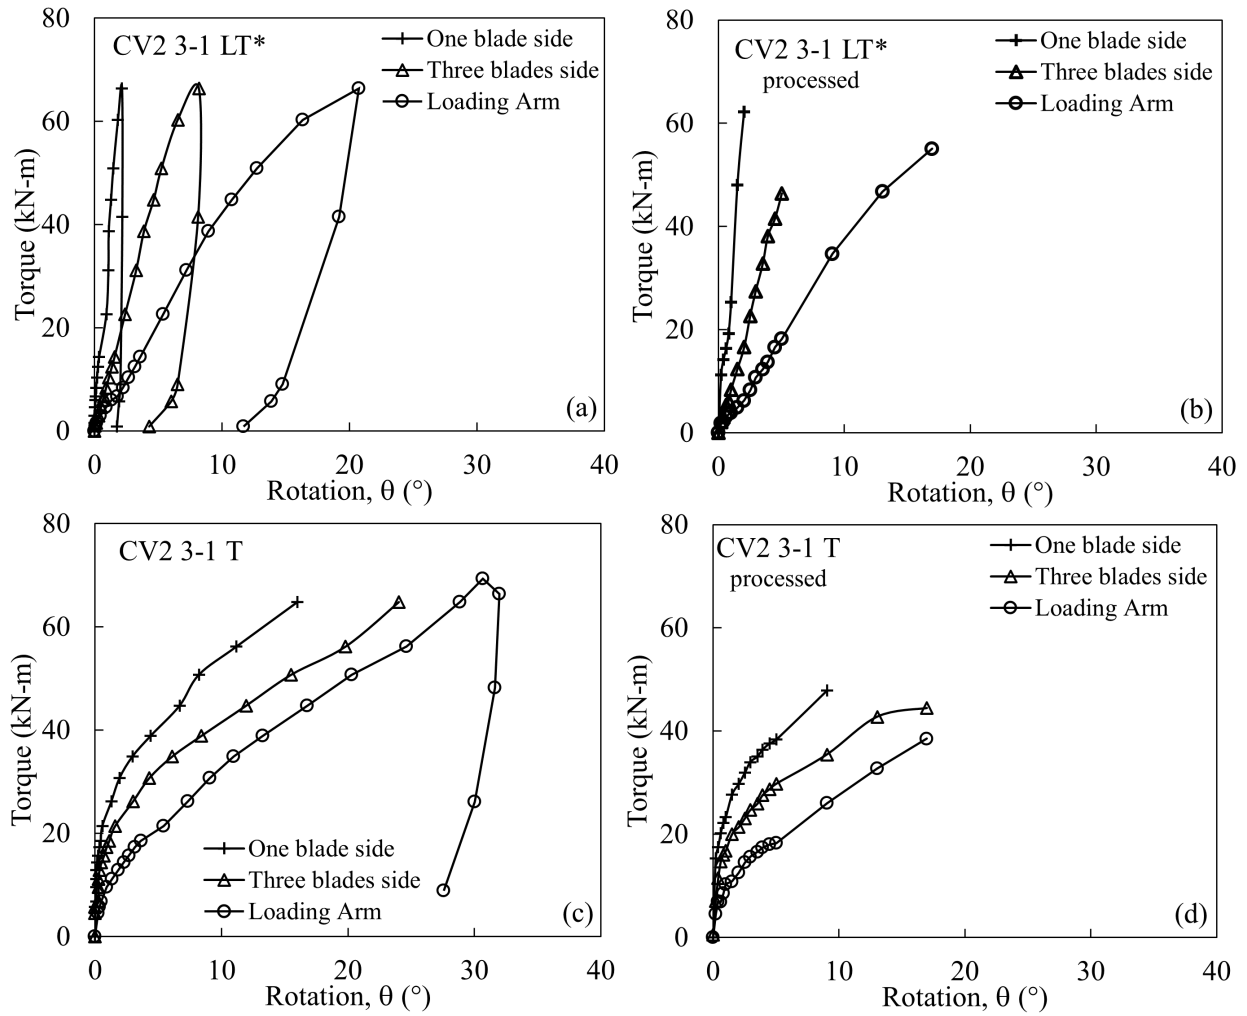 80
60
40
20
0
Torque (kN-m)
CV2 3-1 LT*
One blade side
Three blades side
Loading Arm
(a)
0 10 20 30 40
Rotation, θ (°)
80
60
40
20
0
Torque (kN-m)
CV2 3-1 LT*
processed
One blade side
Three blades side
Loading Arm
(b)
0 10 20 30 40
Rotation, θ (°)
80
60
40
20
0
Torque (kN-m)
CV2 3-1 T
One blade side
Three blades side
Loading Arm
(c)
0 10 20 30 40
Rotation, θ (°)
80
60
40
20
0
Torque (kN-m)
CV2 3-1 T
processed
One blade side
Three blades side
Loading Arm
(d)
0 10 20 30 40
Rotation, θ (°)